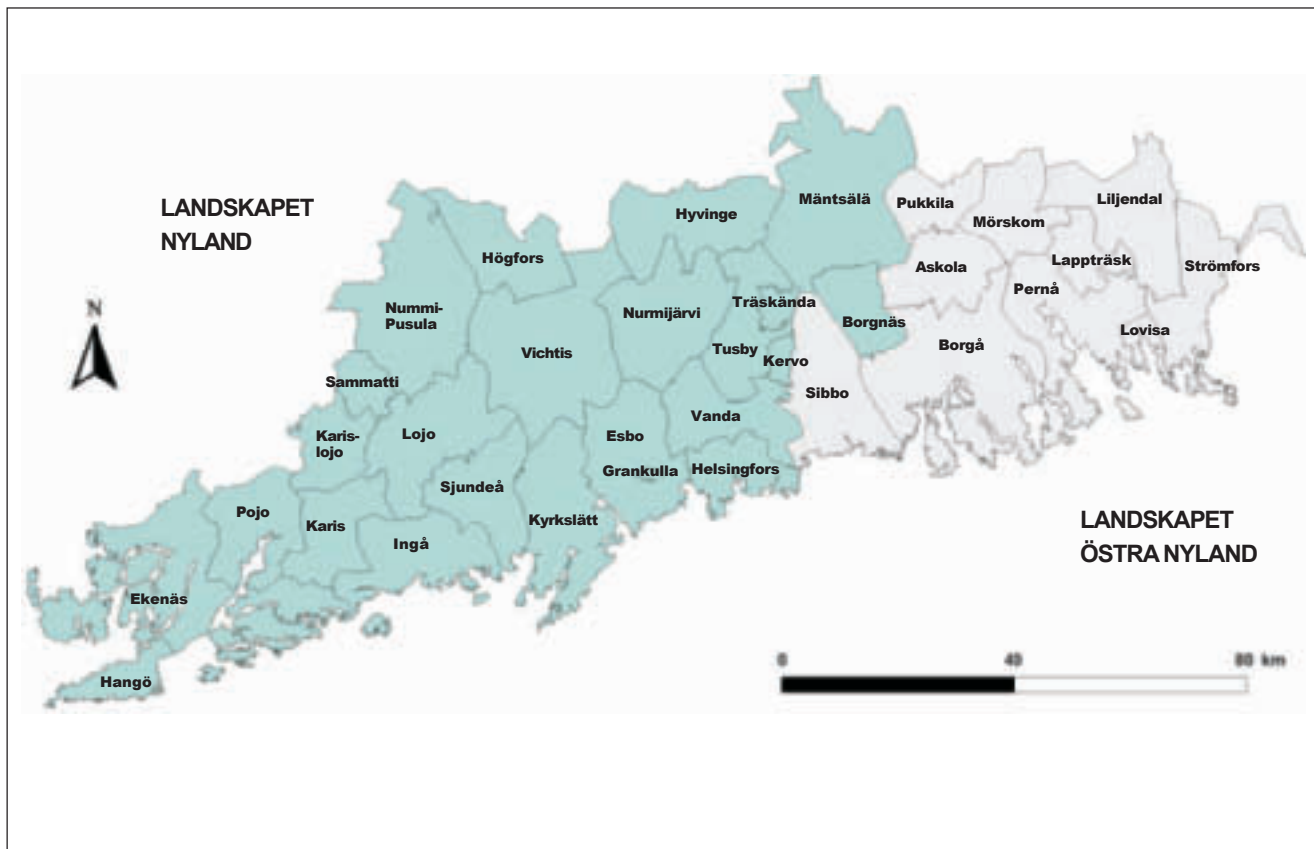 LANDSKAPET
NYLAND
N
Mäntsälä
Hyvinge
Högfors
Nummi-
Pusula
Vichtis
Nurmijärvi
Träskända
Tusby
Kervo
Borgnäs
Sibbo
Pukkila
Mörskom
Liljendal
Askola
Lappträsk
Strömfors
Pernå
Lovisa
Borgå
Sammatti
Karis-
lojo
Lojo
Esbo
Vanda
Grankulla
Helsingfors
Sjundeå
Kyrkslätt
Pojo
Karis
Ingå
Ekenäs
Hangö
LANDSKAPET
ÖSTRA NYLAND
0 40 80 km